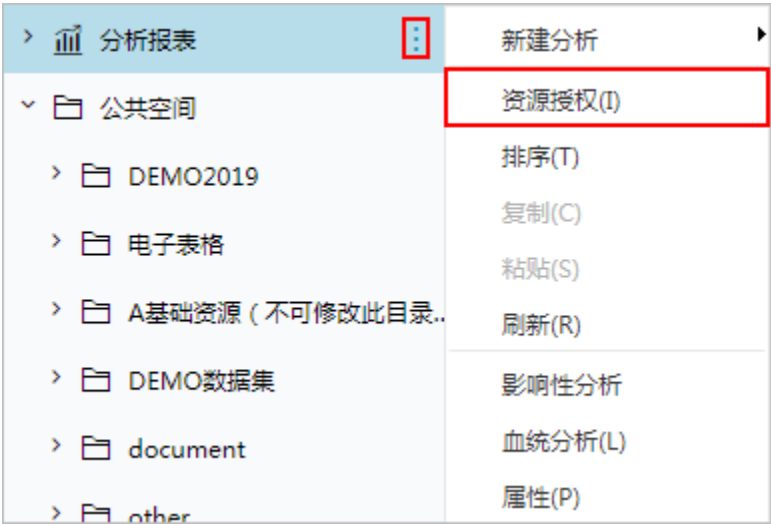 分析报表
公共空间
DEMO2019
电子表格
A基础资源（不可修改此目录..
DEMO数据集
document
other
新建分析
资源授权(I)
排序(T)
复制(C)
粘贴(S)
刷新(R)
影响性分析
血统分析(L)
属性(P)